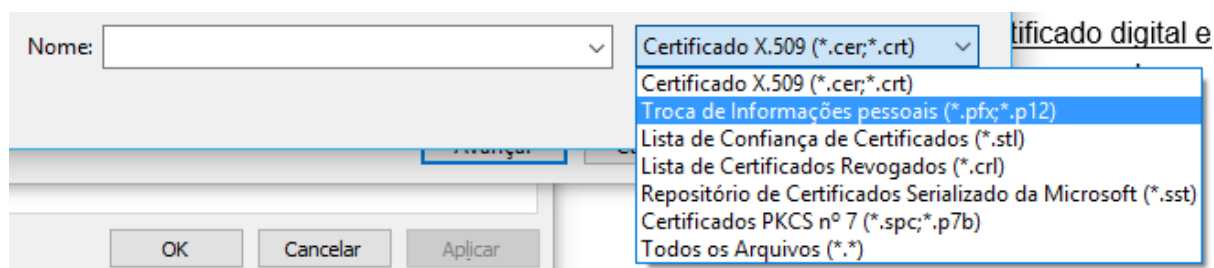 Nome:
Certificado X.509 (*.cer;*.crt)
tificado digital e
Certificado X.509 (*.cer;*.crt)
Troca de Informações pessoais (*.pfx;*.p12)
Lista de Confiança de Certificados (*.stl)
Lista de Certificados Revogados (*.crl)
Repositório de Certificados Serializado da Microsoft (*.sst)
Certificados PKCS nº 7 (*.spc;*.p7b)
Todos os Arquivos (*.*)
Avançar
OK Cancelar Aplicar